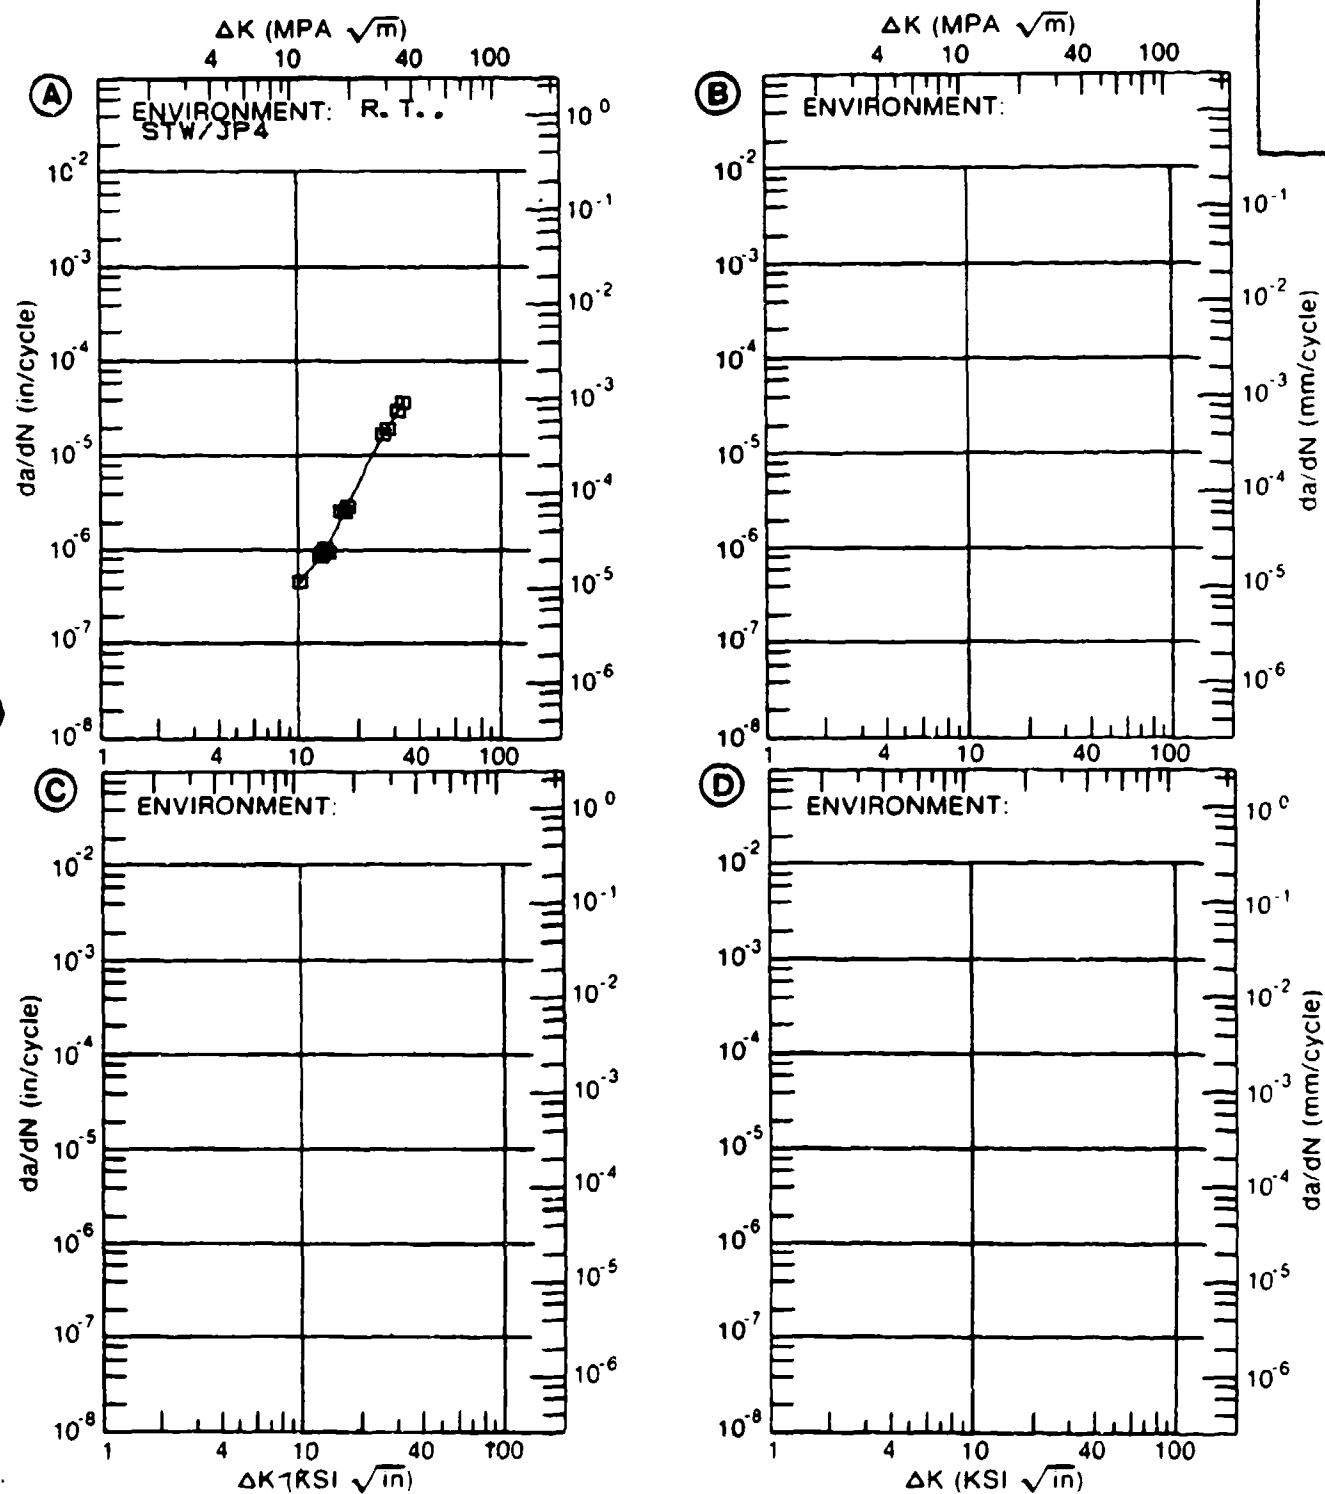 ΔK (MPA √m)
4 10 40 100
A
ENVIRONMENT: R.T..
STW/JP4
10⁰
10⁻²
10⁻¹
10⁻³
10⁻²
10⁻⁴
10⁻³
10⁻⁵
10⁻⁴
10⁻⁶
10⁻⁵
10⁻⁷
10⁻⁶
10⁻⁸
1 4 10 40 100
da/dN (in/cycle)
ΔK (MPA √m)
4 10 40 100
B
ENVIRONMENT:
10⁻²
10⁻¹
10⁻³
10⁻²
10⁻⁴
10⁻³
10⁻⁵
10⁻⁴
10⁻⁶
10⁻⁵
10⁻⁷
10⁻⁶
10⁻⁸
1 4 10 40 100
da/dN (mm/cycle)
C
ENVIRONMENT:
10⁰
10⁻²
10⁻¹
10⁻³
10⁻²
10⁻⁴
10⁻³
10⁻⁵
10⁻⁴
10⁻⁶
10⁻⁵
10⁻⁷
10⁻⁶
10⁻⁸
1 4 10 40 100
ΔK (KSI √in)
da/dN (in/cycle)
D
ENVIRONMENT:
10⁰
10⁻²
10⁻¹
10⁻³
10⁻²
10⁻⁴
10⁻³
10⁻⁵
10⁻⁴
10⁻⁶
10⁻⁵
10⁻⁷
10⁻⁶
10⁻⁸
1 4 10 40 100
ΔK (KSI √in)
da/dN (mm/cycle)